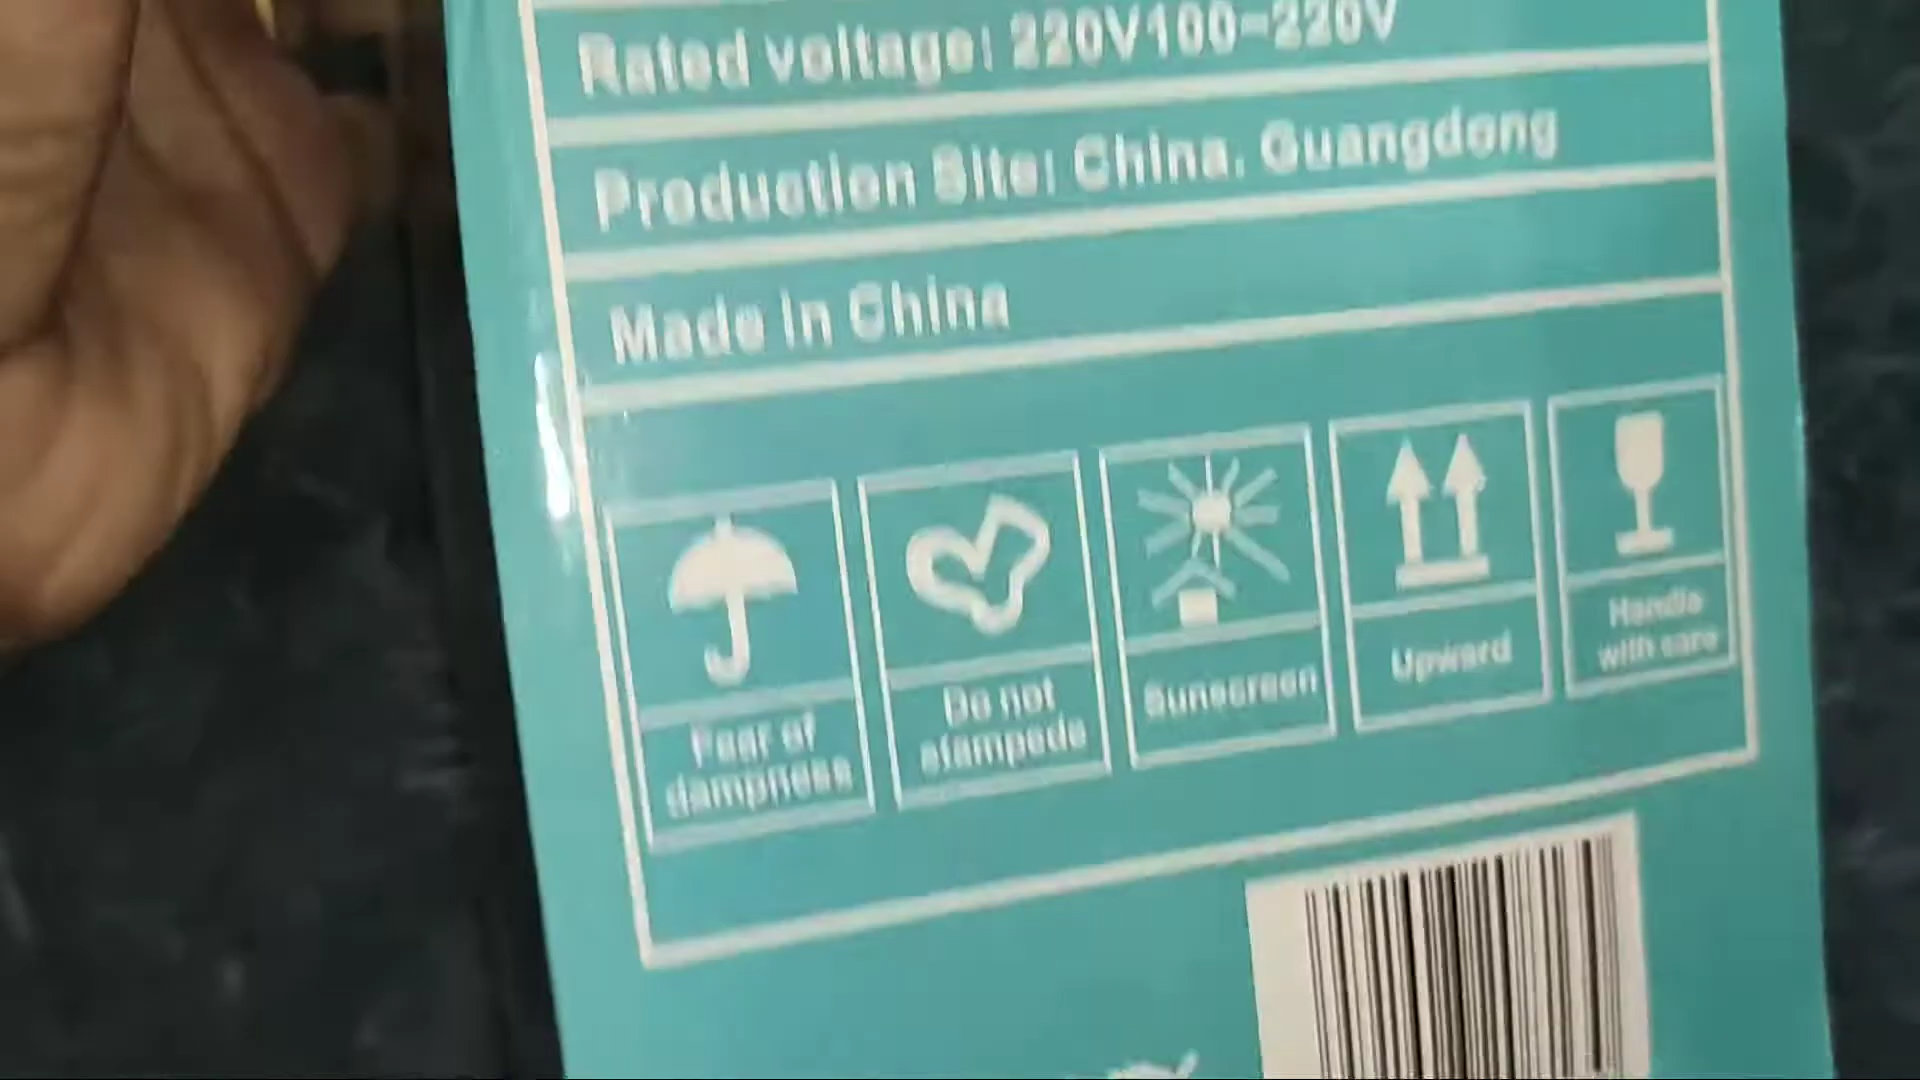 Rated voltage: 220V100-220V
Production Site: China, Guangdong
Made in China
Fear of
dampness
Do not
stampede
Sunscreen
Upward
Handle
with care